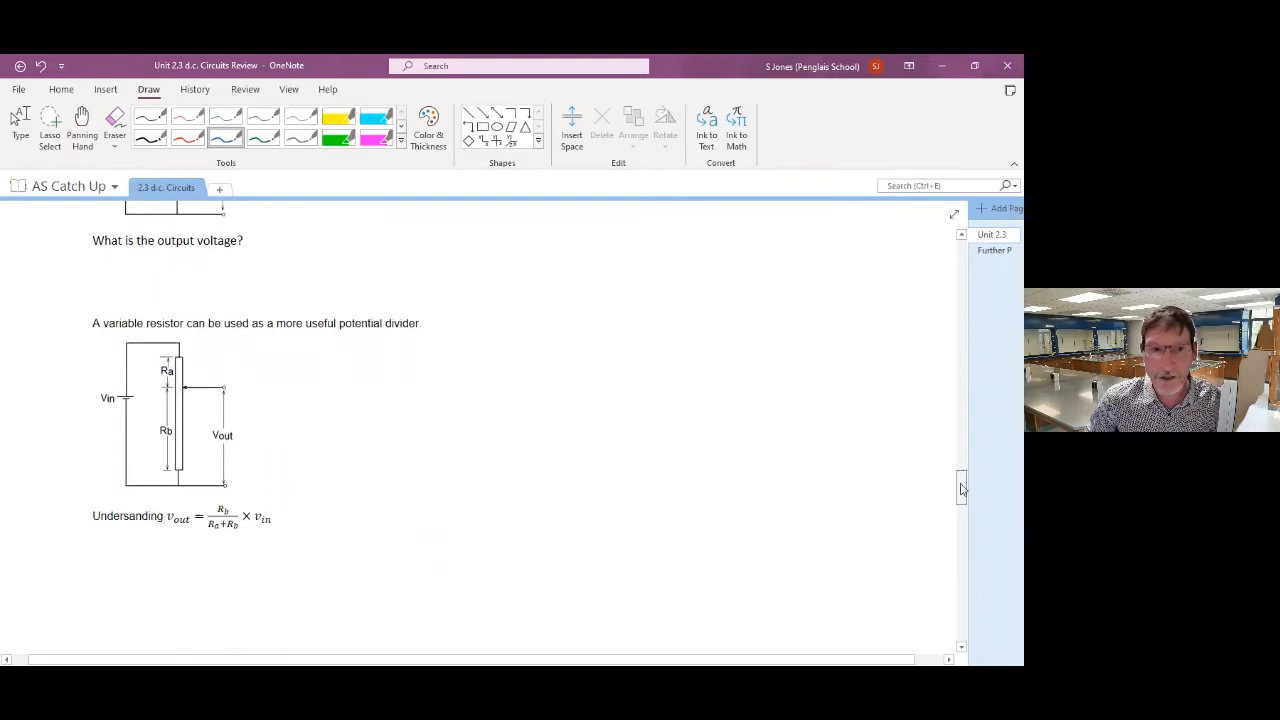 Unit 2.3 d.c. Circuits Review - OneNote
Search
S Jones (Penglais School)
SJ
File Home Insert Draw History Review View Help
Type
Lasso Select
Panning Hand
Eraser
Color & Thickness
Insert Space
Delete
Arrange
Rotate
Ink to Text
Ink to Math
Tools
Shapes
Edit
Convert
AS Catch Up
2.3 d.c. Circuits
Search (Ctrl+E)
Add Pag
Unit 2.3
Further P
What is the output voltage?
A variable resistor can be used as a more useful potential divider.
Ra
Vin
Rb
Vout
Undersanding v_out = R_b/(R_a+R_b) × v_in